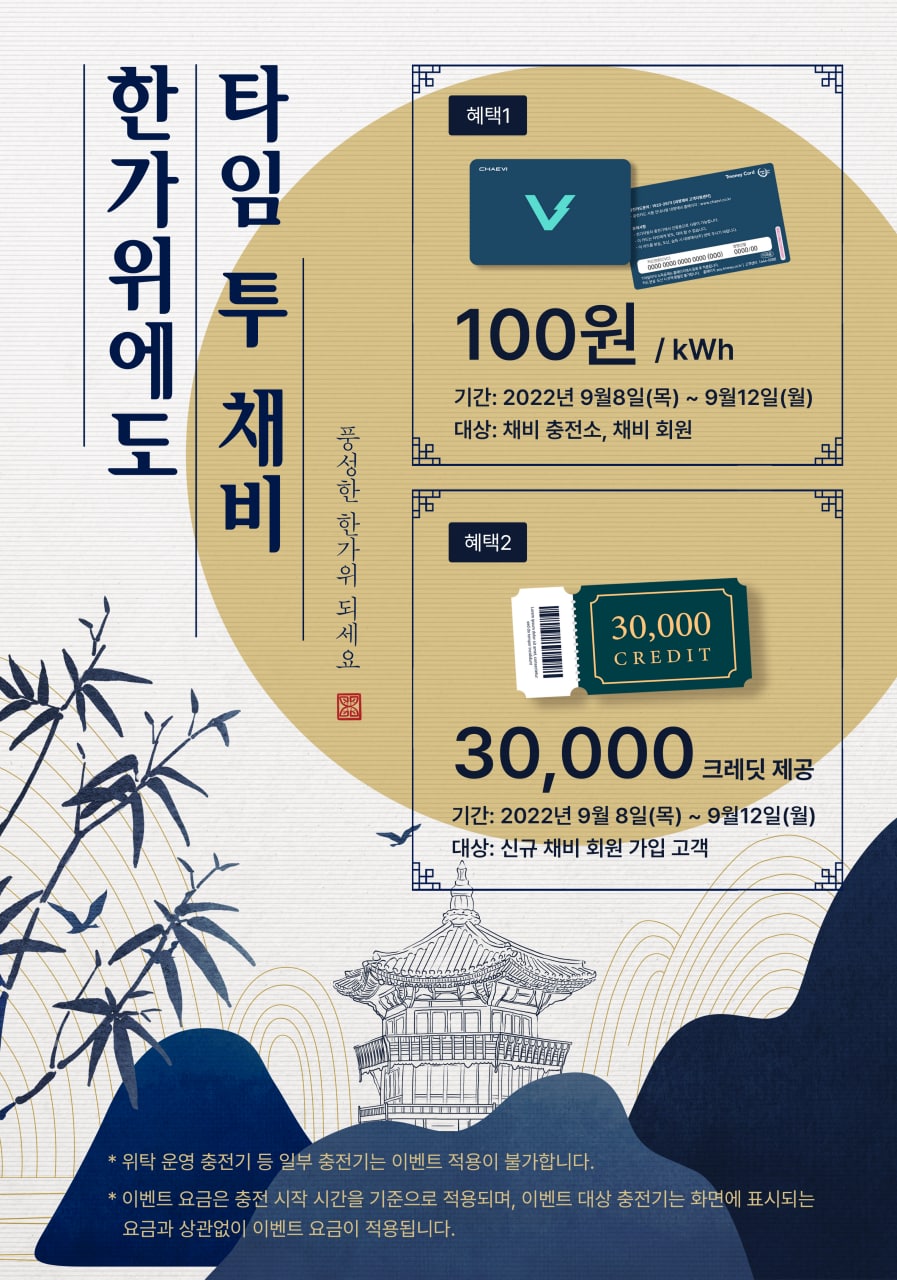 한가위에도
타임 투 채비
풍성한 한가위 되세요
혜택1
CHAEVI
100원 / kWh
기간: 2022년 9월8일(목) ~ 9월12일(월)
대상: 채비 충전소, 채비 회원
혜택2
30,000
CREDIT
30,000 크레딧 제공
기간: 2022년 9월 8일(목) ~ 9월12일(월)
대상: 신규 채비 회원 가입 고객
* 위탁 운영 충전기 등 일부 충전기는 이벤트 적용이 불가합니다.
* 이벤트 요금은 충전 시작 시간을 기준으로 적용되며, 이벤트 대상 충전기는 화면에 표시되는
요금과 상관없이 이벤트 요금이 적용됩니다.